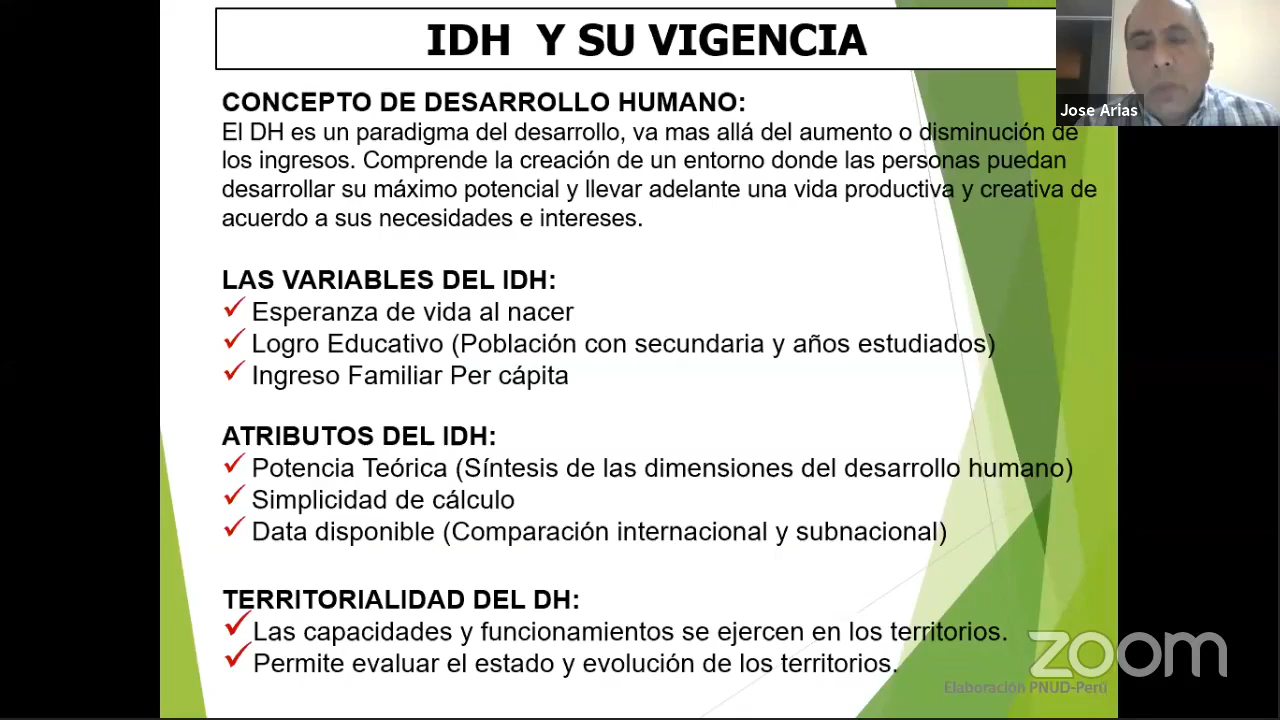 IDH Y SU VIGENCIA
Jose Arias
CONCEPTO DE DESARROLLO HUMANO:
El DH es un paradigma del desarrollo, va mas allá del aumento o disminución de
los ingresos. Comprende la creación de un entorno donde las personas puedan
desarrollar su máximo potencial y llevar adelante una vida productiva y creativa de
acuerdo a sus necesidades e intereses.
LAS VARIABLES DEL IDH:
Esperanza de vida al nacer
Logro Educativo (Población con secundaria y años estudiados)
Ingreso Familiar Per cápita
ATRIBUTOS DEL IDH:
Potencia Teórica (Síntesis de las dimensiones del desarrollo humano)
Simplicidad de cálculo
Data disponible (Comparación internacional y subnacional)
TERRITORIALIDAD DEL DH:
Las capacidades y funcionamientos se ejercen en los territorios.
Permite evaluar el estado y evolución de los territorios.
zoom
Elaboración PNUD-Perú